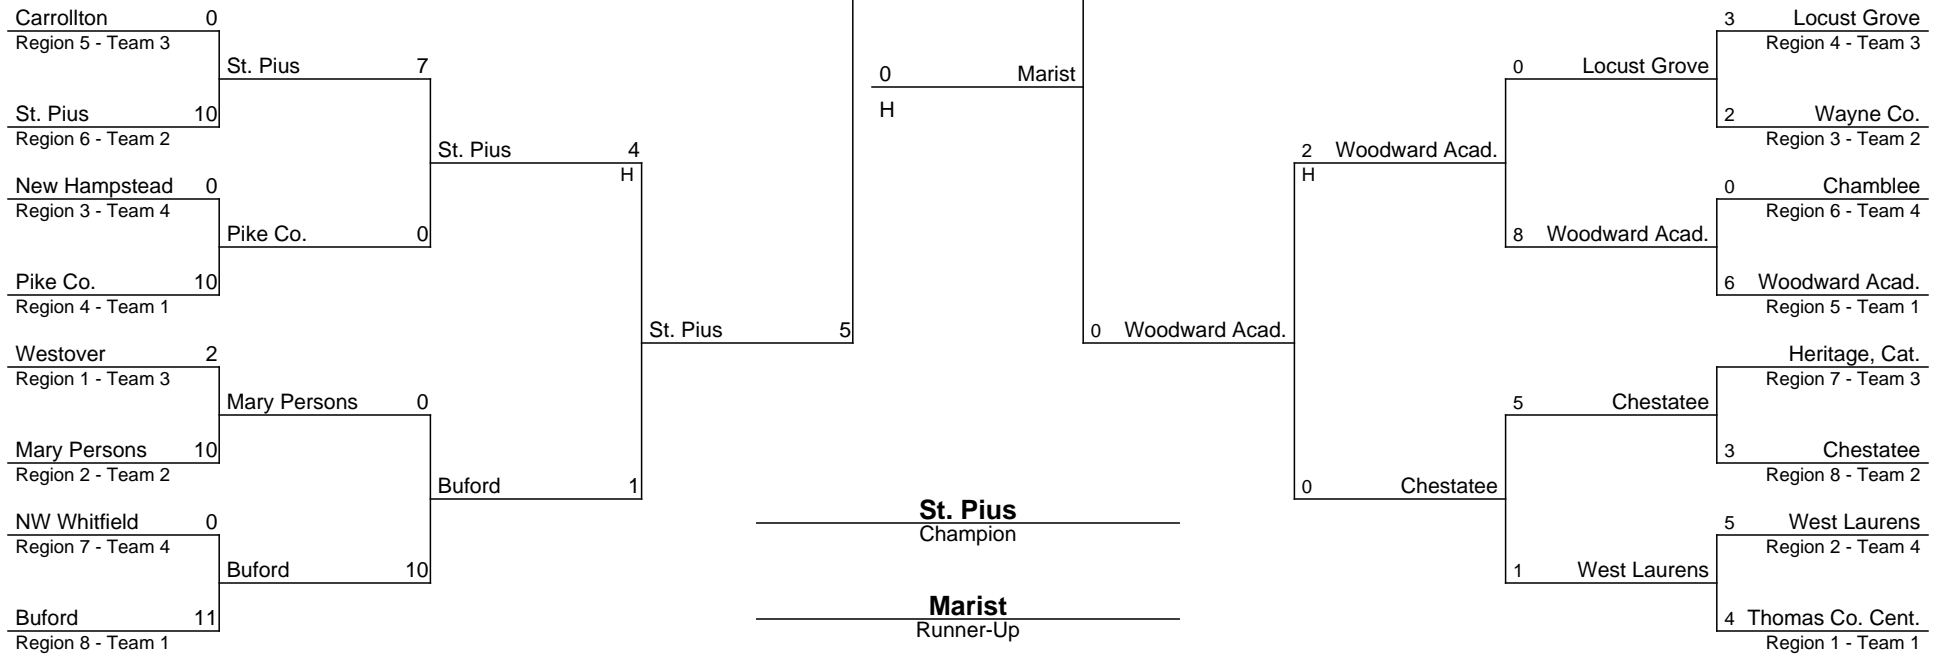 Carrollton 0
Region 5 - Team 3
St. Pius 7
St. Pius 10
Region 6 - Team 2
St. Pius 4
H
New Hampstead 0
Region 3 - Team 4
Pike Co. 0
Pike Co. 10
Region 4 - Team 1
St. Pius 5
Westover 2
Region 1 - Team 3
Mary Persons 0
Mary Persons 10
Region 2 - Team 2
Buford 1
NW Whitfield 0
Region 7 - Team 4
Buford 10
Buford 11
Region 8 - Team 1
0 Marist
H
St. Pius
Champion
Marist
Runner-Up
3 Locust Grove
Region 4 - Team 3
0 Locust Grove
2 Wayne Co.
Region 3 - Team 2
2 Woodward Acad.
H
0 Chamblee
Region 6 - Team 4
8 Woodward Acad.
6 Woodward Acad.
Region 5 - Team 1
0 Woodward Acad.
Heritage, Cat.
Region 7 - Team 3
5 Chestatee
3 Chestatee
Region 8 - Team 2
0 Chestatee
5 West Laurens
Region 2 - Team 4
1 West Laurens
4 Thomas Co. Cent.
Region 1 - Team 1